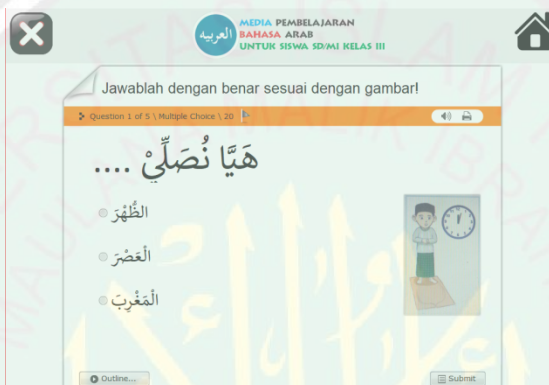 العربيه
MEDIA PEMBELAJARAN
BAHASA ARAB
UNTUK SISWA SD/MI KELAS III
Jawablah dengan benar sesuai dengan gambar!
Question 1 of 5 \ Multiple Choice \ 20
هَيَّا نُصَلِّيْ ....
الظُّهْرَ
الْعَصْرَ
الْمَغْرِبَ
Outline...
Submit